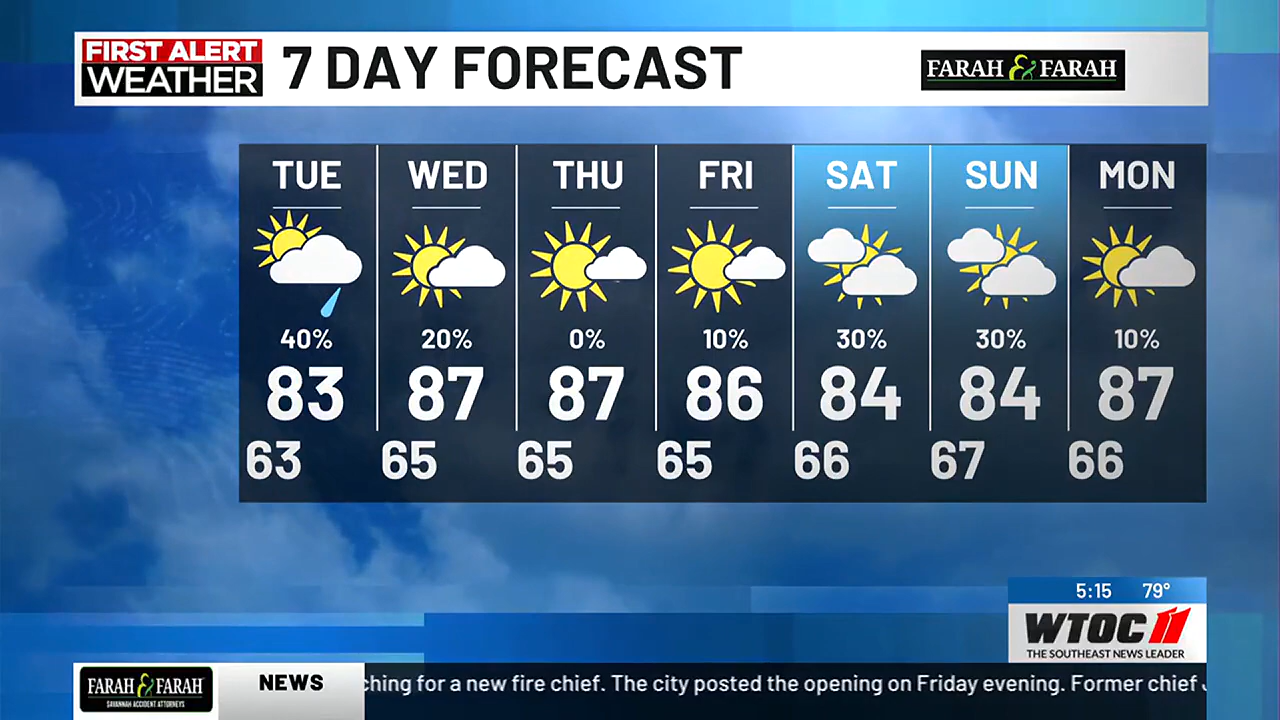 FIRST ALERT
WEATHER
7 DAY FORECAST
FARAH & FARAH
TUE WED THU FRI SAT SUN MON
40% 20% 0% 10% 30% 30% 10%
83 87 87 86 84 84 87
63 65 65 65 66 67 66
5:15 79°
WTOC 11
THE SOUTHEAST NEWS LEADER
FARAH & FARAH
SAVANNAH ACCIDENT ATTORNEYS
NEWS
ching for a new fire chief. The city posted the opening on Friday evening. Former chief